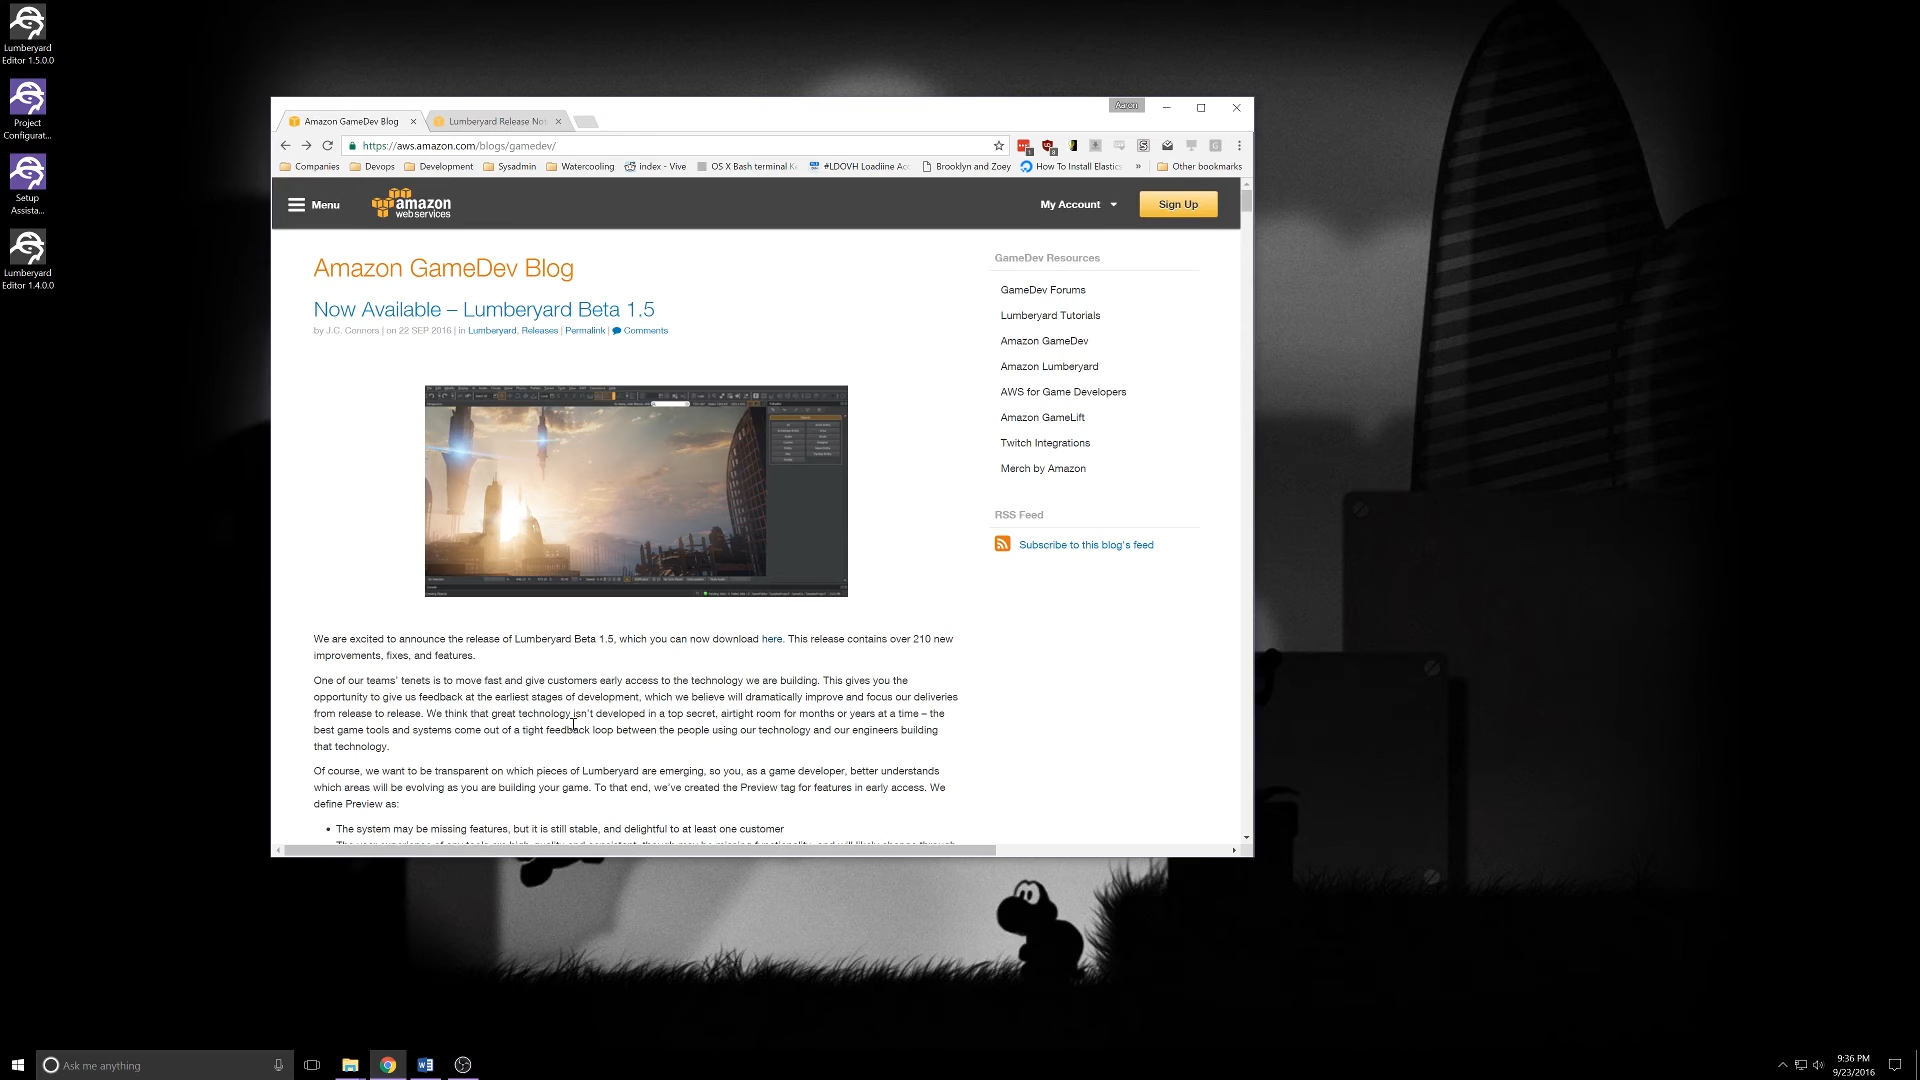 Lumberyard
Editor 1.5.0.0
Project
Configurat...
Setup
Assista...
Lumberyard
Editor 1.4.0.0
Aaron
Amazon GameDev Blog
Lumberyard Release Not
https://aws.amazon.com/blogs/gamedev/
Companies Devops Development Sysadmin Watercooling index - Vive OS X Bash terminal Ke #LDOVH Loadline Ac Brooklyn and Zoey How To Install Elastics » Other bookmarks
Menu
amazon
web services
My Account
Sign Up
Amazon GameDev Blog
Now Available – Lumberyard Beta 1.5
by J.C. Connors | on 22 SEP 2016 | in Lumberyard, Releases | Permalink | Comments
We are excited to announce the release of Lumberyard Beta 1.5, which you can now download here. This release contains over 210 new
improvements, fixes, and features.
One of our teams' tenets is to move fast and give customers early access to the technology we are building. This gives you the
opportunity to give us feedback at the earliest stages of development, which we believe will dramatically improve and focus our deliveries
from release to release. We think that great technology isn't developed in a top secret, airtight room for months or years at a time – the
best game tools and systems come out of a tight feedback loop between the people using our technology and our engineers building
that technology.
Of course, we want to be transparent on which pieces of Lumberyard are emerging, so you, as a game developer, better understands
which areas will be evolving as you are building your game. To that end, we've created the Preview tag for features in early access. We
define Preview as:
• The system may be missing features, but it is still stable, and delightful to at least one customer
GameDev Resources
GameDev Forums
Lumberyard Tutorials
Amazon GameDev
Amazon Lumberyard
AWS for Game Developers
Amazon GameLift
Twitch Integrations
Merch by Amazon
RSS Feed
Subscribe to this blog's feed
Ask me anything
9:36 PM
9/23/2016